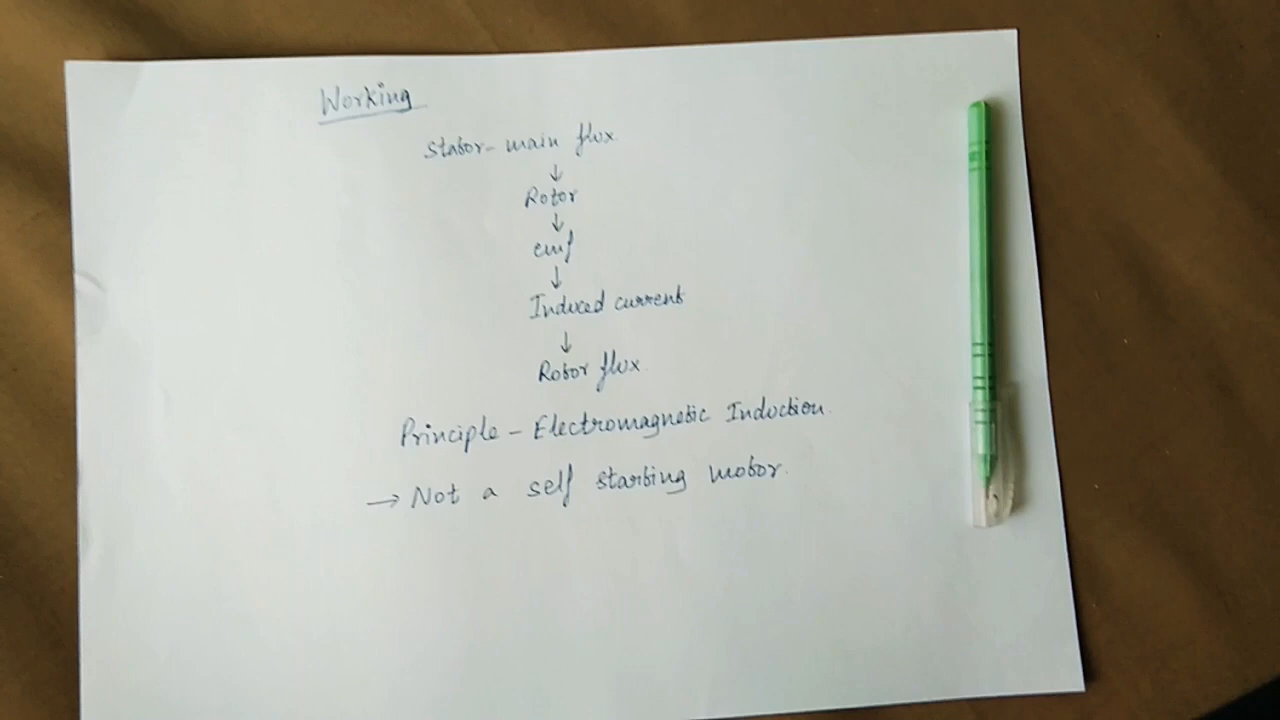 Working
Stator - main flux
↓
Rotor
↓
emf
↓
Induced current
↓
Rotor flux
Principle - Electromagnetic Induction.
→ Not a self starting motor.